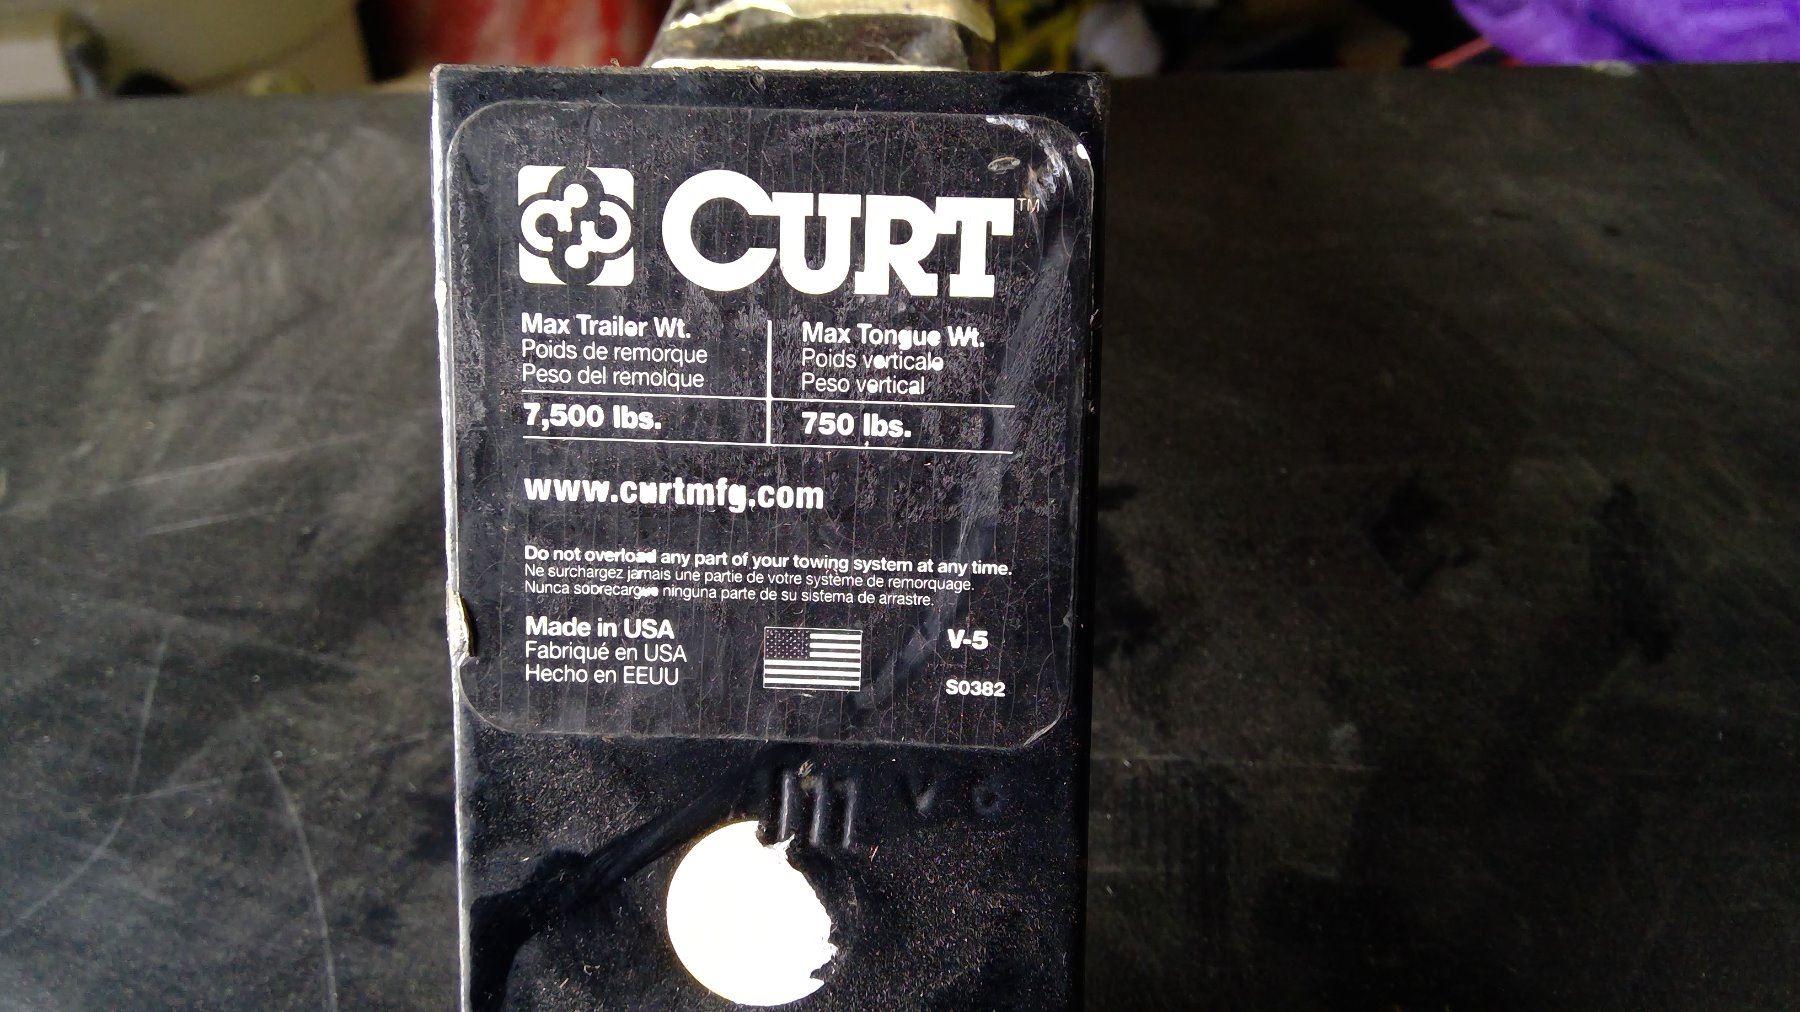 CURT™
Max Trailer Wt.
Poids de remorque
Peso del remolque
7,500 lbs.
Max Tongue Wt.
Poids verticale
Peso vertical
750 lbs.
www.curtmfg.com
Do not overload any part of your towing system at any time.
Ne surchargez jamais une partie de votre système de remorquage.
Nunca sobrecargue ninguna parte de su sistema de arrastre.
Made in USA
Fabriqué en USA
Hecho en EEUU
V-5
S0382